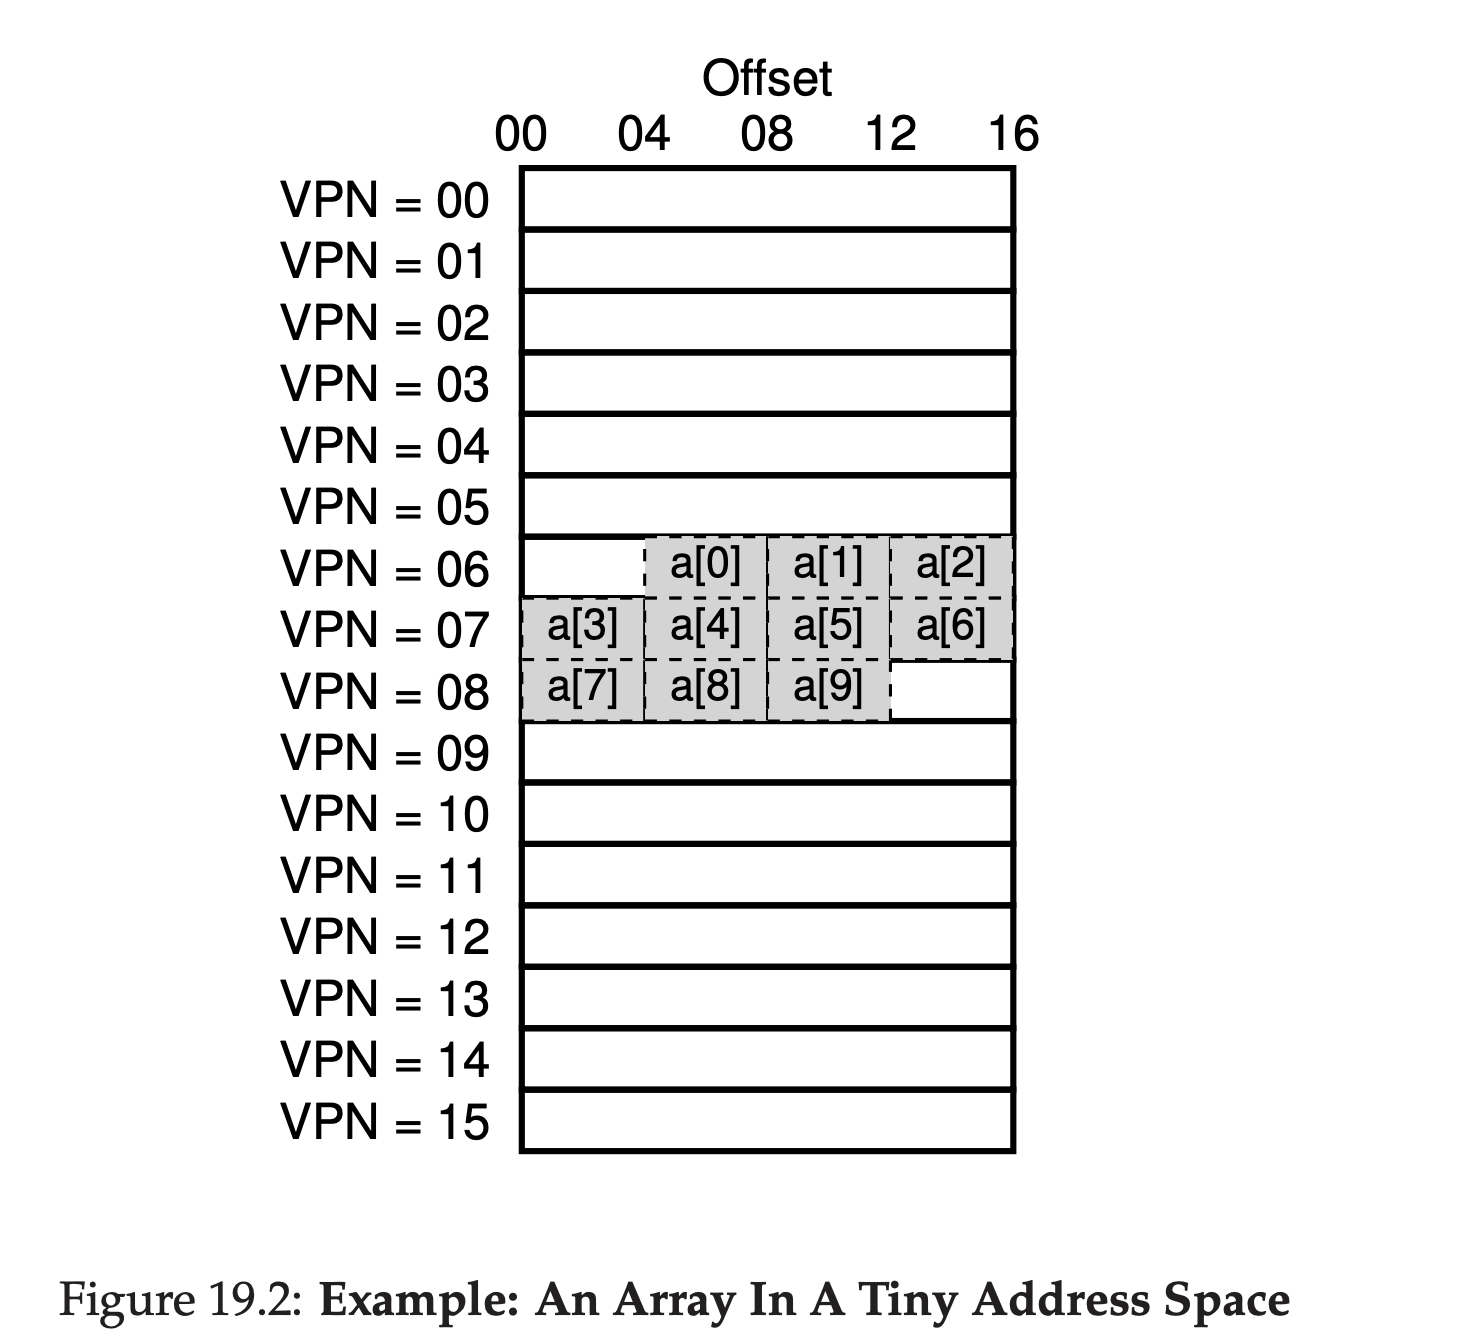 Offset
00 04 08 12 16
VPN = 00
VPN = 01
VPN = 02
VPN = 03
VPN = 04
VPN = 05
VPN = 06 a[0] a[1] a[2]
VPN = 07 a[3] a[4] a[5] a[6]
VPN = 08 a[7] a[8] a[9]
VPN = 09
VPN = 10
VPN = 11
VPN = 12
VPN = 13
VPN = 14
VPN = 15
Figure 19.2: Example: An Array In A Tiny Address Space